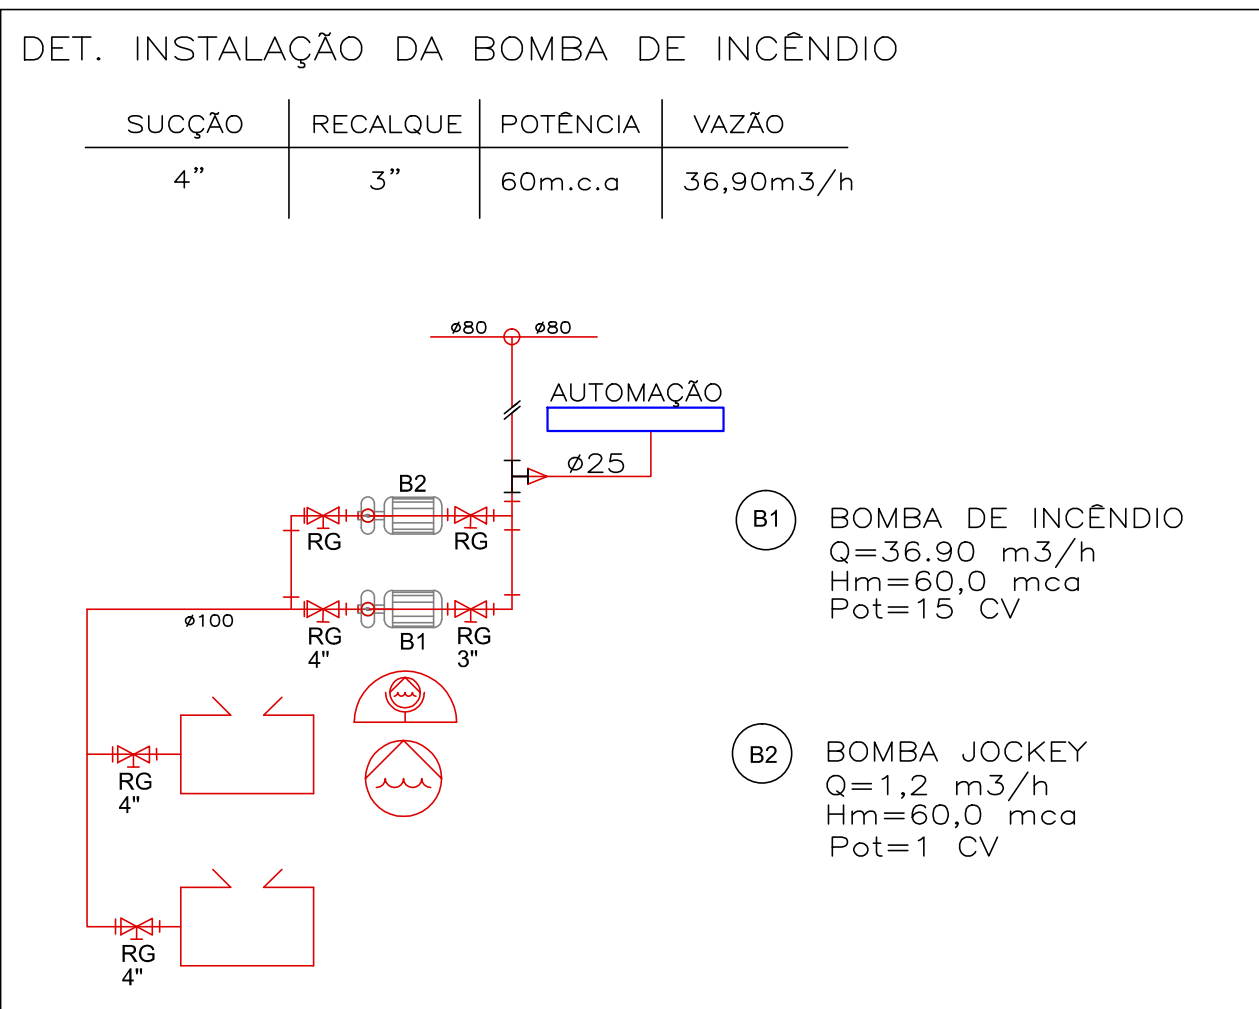 DET. INSTALAÇÃO DA BOMBA DE INCÊNDIO
SUCÇÃO RECALQUE POTÊNCIA VAZÃO
4” 3” 60m.c.a 36,90m3/h
ø80 ø80
AUTOMAÇÃO
ø25
B2
RG RG
ø100
RG
4"
B1
RG
3"
RG
4"
RG
4"
B1
BOMBA DE INCÊNDIO
Q=36.90 m3/h
Hm=60,0 mca
Pot=15 CV
B2
BOMBA JOCKEY
Q=1,2 m3/h
Hm=60,0 mca
Pot=1 CV